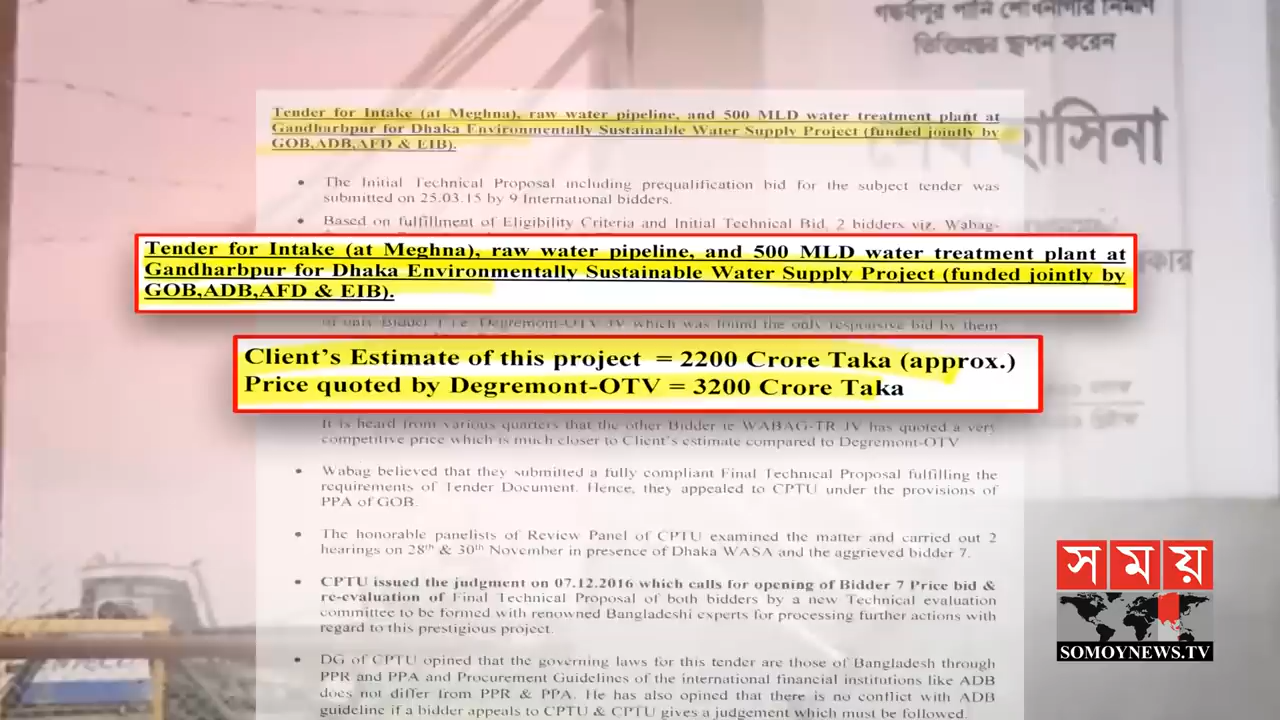 গন্ধর্বপুর পানি শোধনাগার নির্মাণ
ভিত্তিপ্রস্তর স্থাপন করেন
শেখ হাসিনা
Tender for Intake (at Meghna), raw water pipeline, and 500 MLD water treatment plant at
Gandharbpur for Dhaka Environmentally Sustainable Water Supply Project (funded jointly by
GOB,ADB,AFD & EIB).
• The Initial Technical Proposal including prequalification bid for the subject tender was
submitted on 25.03.15 by 9 International bidders.
• Based on fulfillment of Eligibility Criteria and Initial Technical Bid, 2 bidders viz. Wabag-
Tender for Intake (at Meghna), raw water pipeline, and 500 MLD water treatment plant at
Gandharbpur for Dhaka Environmentally Sustainable Water Supply Project (funded jointly by
GOB,ADB,AFD & EIB).
of only Bidder 1 i.e. Degremont-OTV JV which was found the only responsive bid by them
Client's Estimate of this project = 2200 Crore Taka (approx.)
Price quoted by Degremont-OTV = 3200 Crore Taka
It is heard from various quarters that the other Bidder ie WABAG-TR JV has quoted a very
competitive price which is much closer to Client's estimate compared to Degremont-OTV
• Wabag believed that they submitted a fully compliant Final Technical Proposal fulfilling the
requirements of Tender Document. Hence, they appealed to CPTU under the provisions of
PPA of GOB.
• The honorable panelists of Review Panel of CPTU examined the matter and carried out 2
hearings on 28th & 30th November in presence of Dhaka WASA and the aggrieved bidder 7.
• CPTU issued the judgment on 07.12.2016 which calls for opening of Bidder 7 Price bid &
re-evaluation of Final Technical Proposal of both bidders by a new Technical evaluation
committee to be formed with renowned Bangladeshi experts for processing further actions with
regard to this prestigious project.
• DG of CPTU opined that the governing laws for this tender are those of Bangladesh through
PPR and PPA and Procurement Guidelines of the international financial institutions like ADB
does not differ from PPR & PPA. He has also opined that there is no conflict with ADB
guideline if a bidder appeals to CPTU & CPTU gives a judgement which must be followed.
সময়
SOMOYNEWS.TV